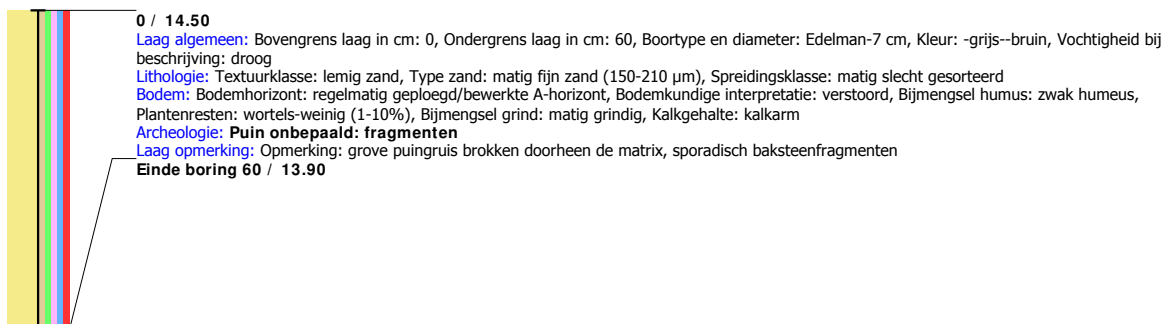 0 / 14.50
Laag algemeen: Bovengrens laag in cm: 0, Ondergrens laag in cm: 60, Boortype en diameter: Edelman-7 cm, Kleur: -grijs--bruin, Vochtigheid bij
beschrijving: droog
Lithologie: Textuurklasse: lemig zand, Type zand: matig fijn zand (150-210 µm), Spreidingsklasse: matig slecht gesorteerd
Bodem: Bodemhorizont: regelmatig geploegd/bewerkte A-horizont, Bodemkundige interpretatie: verstoord, Bijmengsel humus: zwak humeus,
Plantenresten: wortels-weinig (1-10%), Bijmengsel grind: matig grindig, Kalkgehalte: kalkarm
Archeologie: Puin onbepaald: fragmenten
Laag opmerking: Opmerking: grove puingruis brokken doorheen de matrix, sporadisch baksteenfragmenten
Einde boring 60 / 13.90